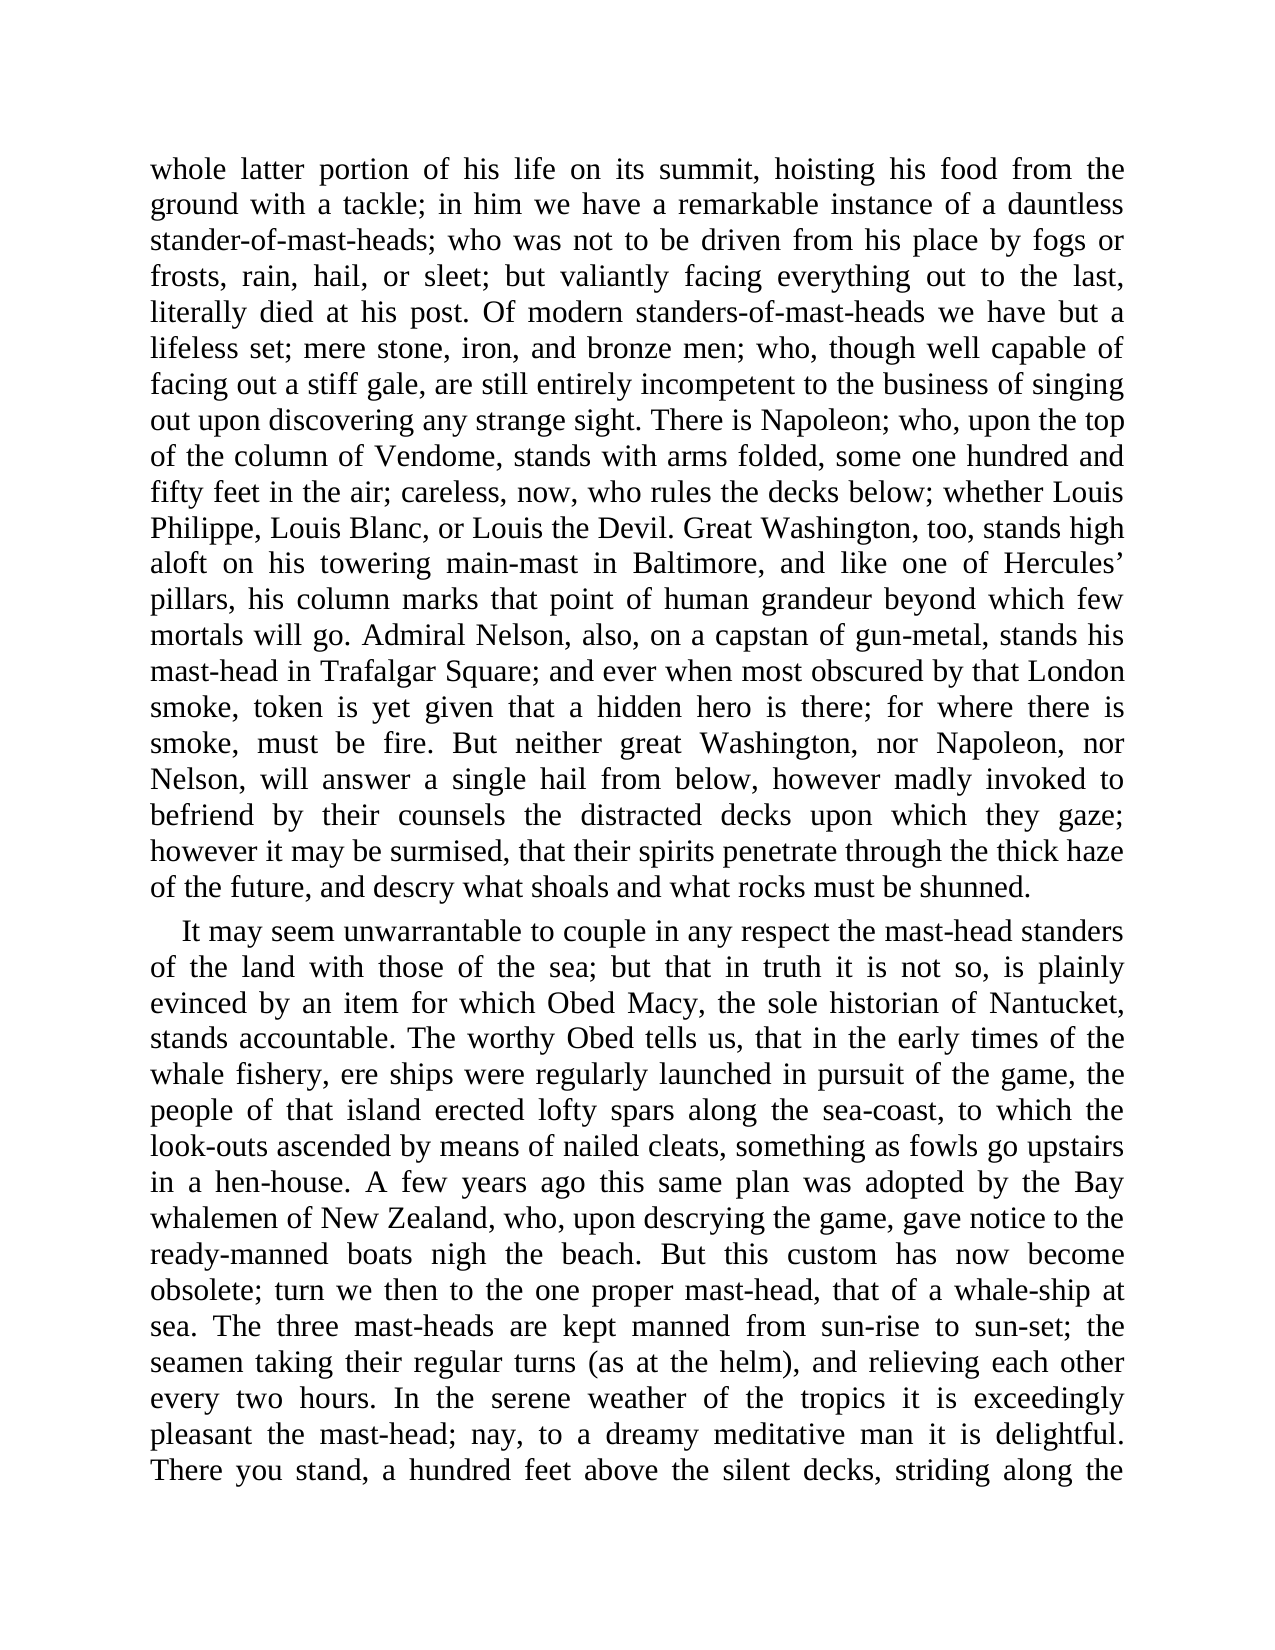 whole latter portion of his life on its summit, hoisting his food from the
ground with a tackle; in him we have a remarkable instance of a dauntless
stander-of-mast-heads; who was not to be driven from his place by fogs or
frosts, rain, hail, or sleet; but valiantly facing everything out to the last,
literally died at his post. Of modern standers-of-mast-heads we have but a
lifeless set; mere stone, iron, and bronze men; who, though well capable of
facing out a stiff gale, are still entirely incompetent to the business of singing
out upon discovering any strange sight. There is Napoleon; who, upon the top
of the column of Vendome, stands with arms folded, some one hundred and
fifty feet in the air; careless, now, who rules the decks below; whether Louis
Philippe, Louis Blanc, or Louis the Devil. Great Washington, too, stands high
aloft on his towering main-mast in Baltimore, and like one of Hercules’
pillars, his column marks that point of human grandeur beyond which few
mortals will go. Admiral Nelson, also, on a capstan of gun-metal, stands his
mast-head in Trafalgar Square; and ever when most obscured by that London
smoke, token is yet given that a hidden hero is there; for where there is
smoke, must be fire. But neither great Washington, nor Napoleon, nor
Nelson, will answer a single hail from below, however madly invoked to
befriend by their counsels the distracted decks upon which they gaze;
however it may be surmised, that their spirits penetrate through the thick haze
of the future, and descry what shoals and what rocks must be shunned.
It may seem unwarrantable to couple in any respect the mast-head standers
of the land with those of the sea; but that in truth it is not so, is plainly
evinced by an item for which Obed Macy, the sole historian of Nantucket,
stands accountable. The worthy Obed tells us, that in the early times of the
whale fishery, ere ships were regularly launched in pursuit of the game, the
people of that island erected lofty spars along the sea-coast, to which the
look-outs ascended by means of nailed cleats, something as fowls go upstairs
in a hen-house. A few years ago this same plan was adopted by the Bay
whalemen of New Zealand, who, upon descrying the game, gave notice to the
ready-manned boats nigh the beach. But this custom has now become
obsolete; turn we then to the one proper mast-head, that of a whale-ship at
sea. The three mast-heads are kept manned from sun-rise to sun-set; the
seamen taking their regular turns (as at the helm), and relieving each other
every two hours. In the serene weather of the tropics it is exceedingly
pleasant the mast-head; nay, to a dreamy meditative man it is delightful.
There you stand, a hundred feet above the silent decks, striding along the